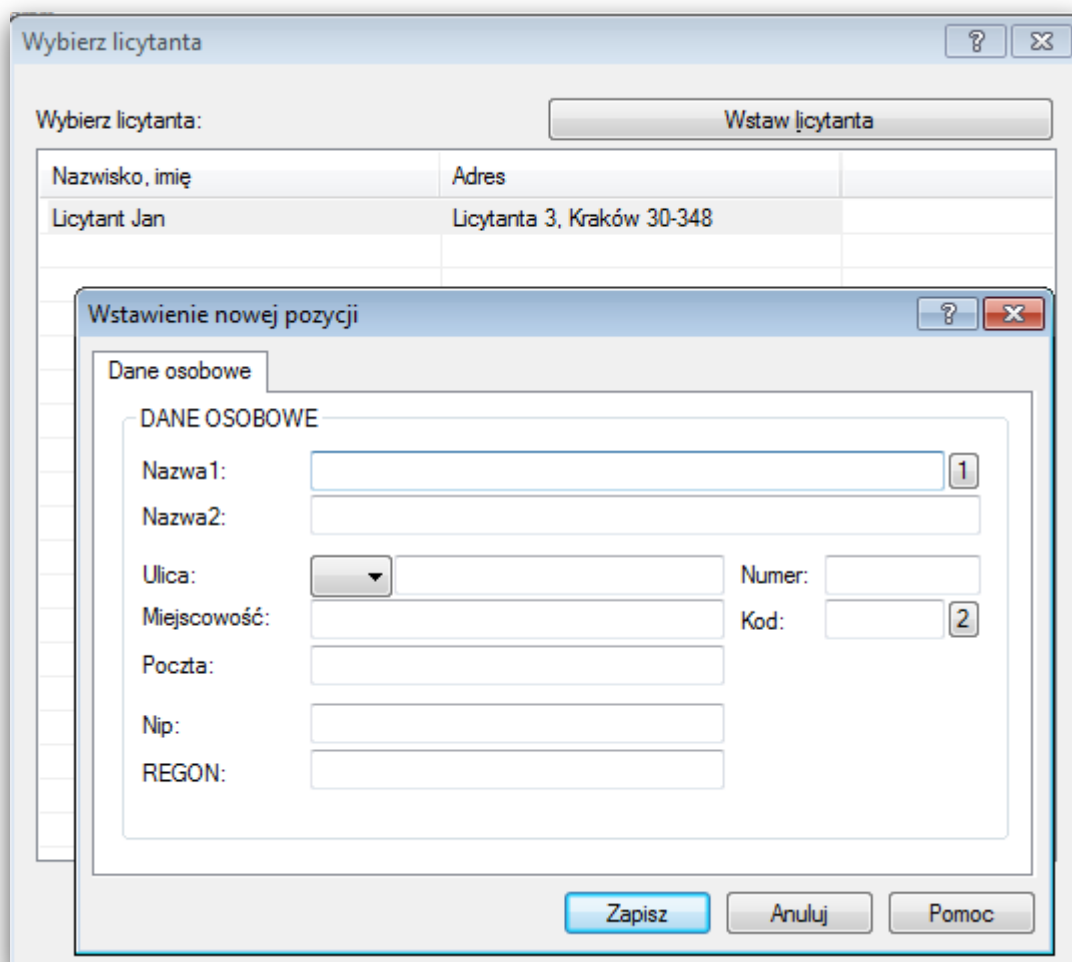 Wybierz licytanta
Wybierz licytanta: Wstaw licytanta
Nazwisko, imię Adres
Licytant Jan Licytanta 3, Kraków 30-348
Wstawienie nowej pozycji
Dane osobowe
DANE OSOBOWE
Nazwa1: 1
Nazwa2:
Ulica: Numer:
Miejscowość: Kod: 2
Poczta:
Nip:
REGON:
Zapisz Anuluj Pomoc